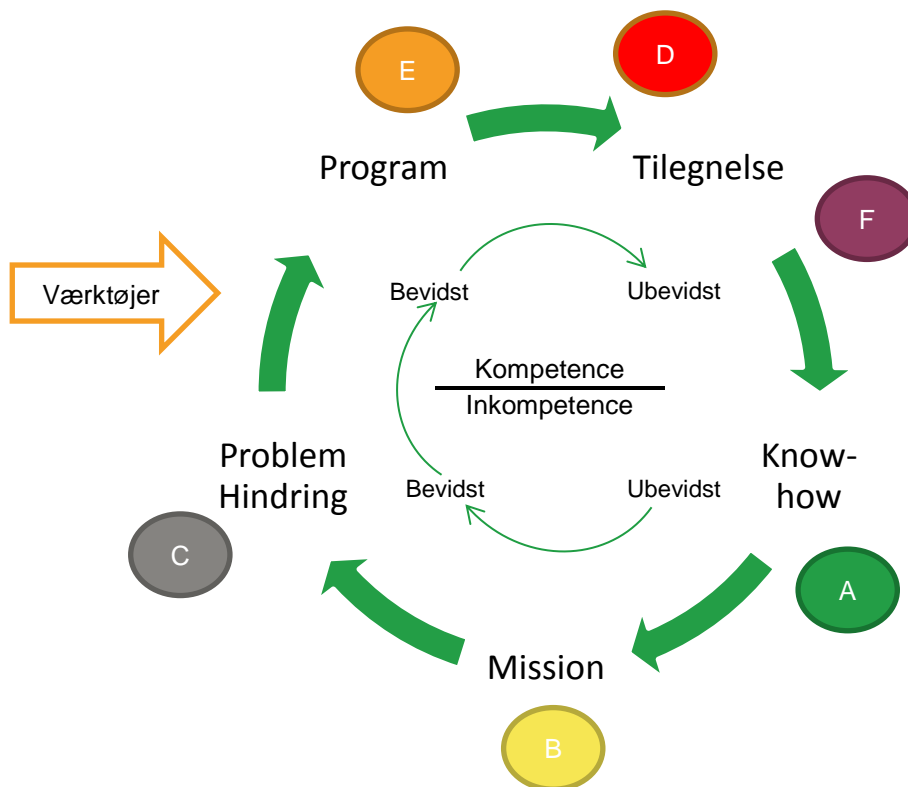 D
E
Program
Tilegnelse
F
Værktøjer
Bevidst
Ubevidst
Kompetence
Inkompetence
Problem
Hindring
Know-
how
Bevidst
Ubevidst
C
A
Mission
B